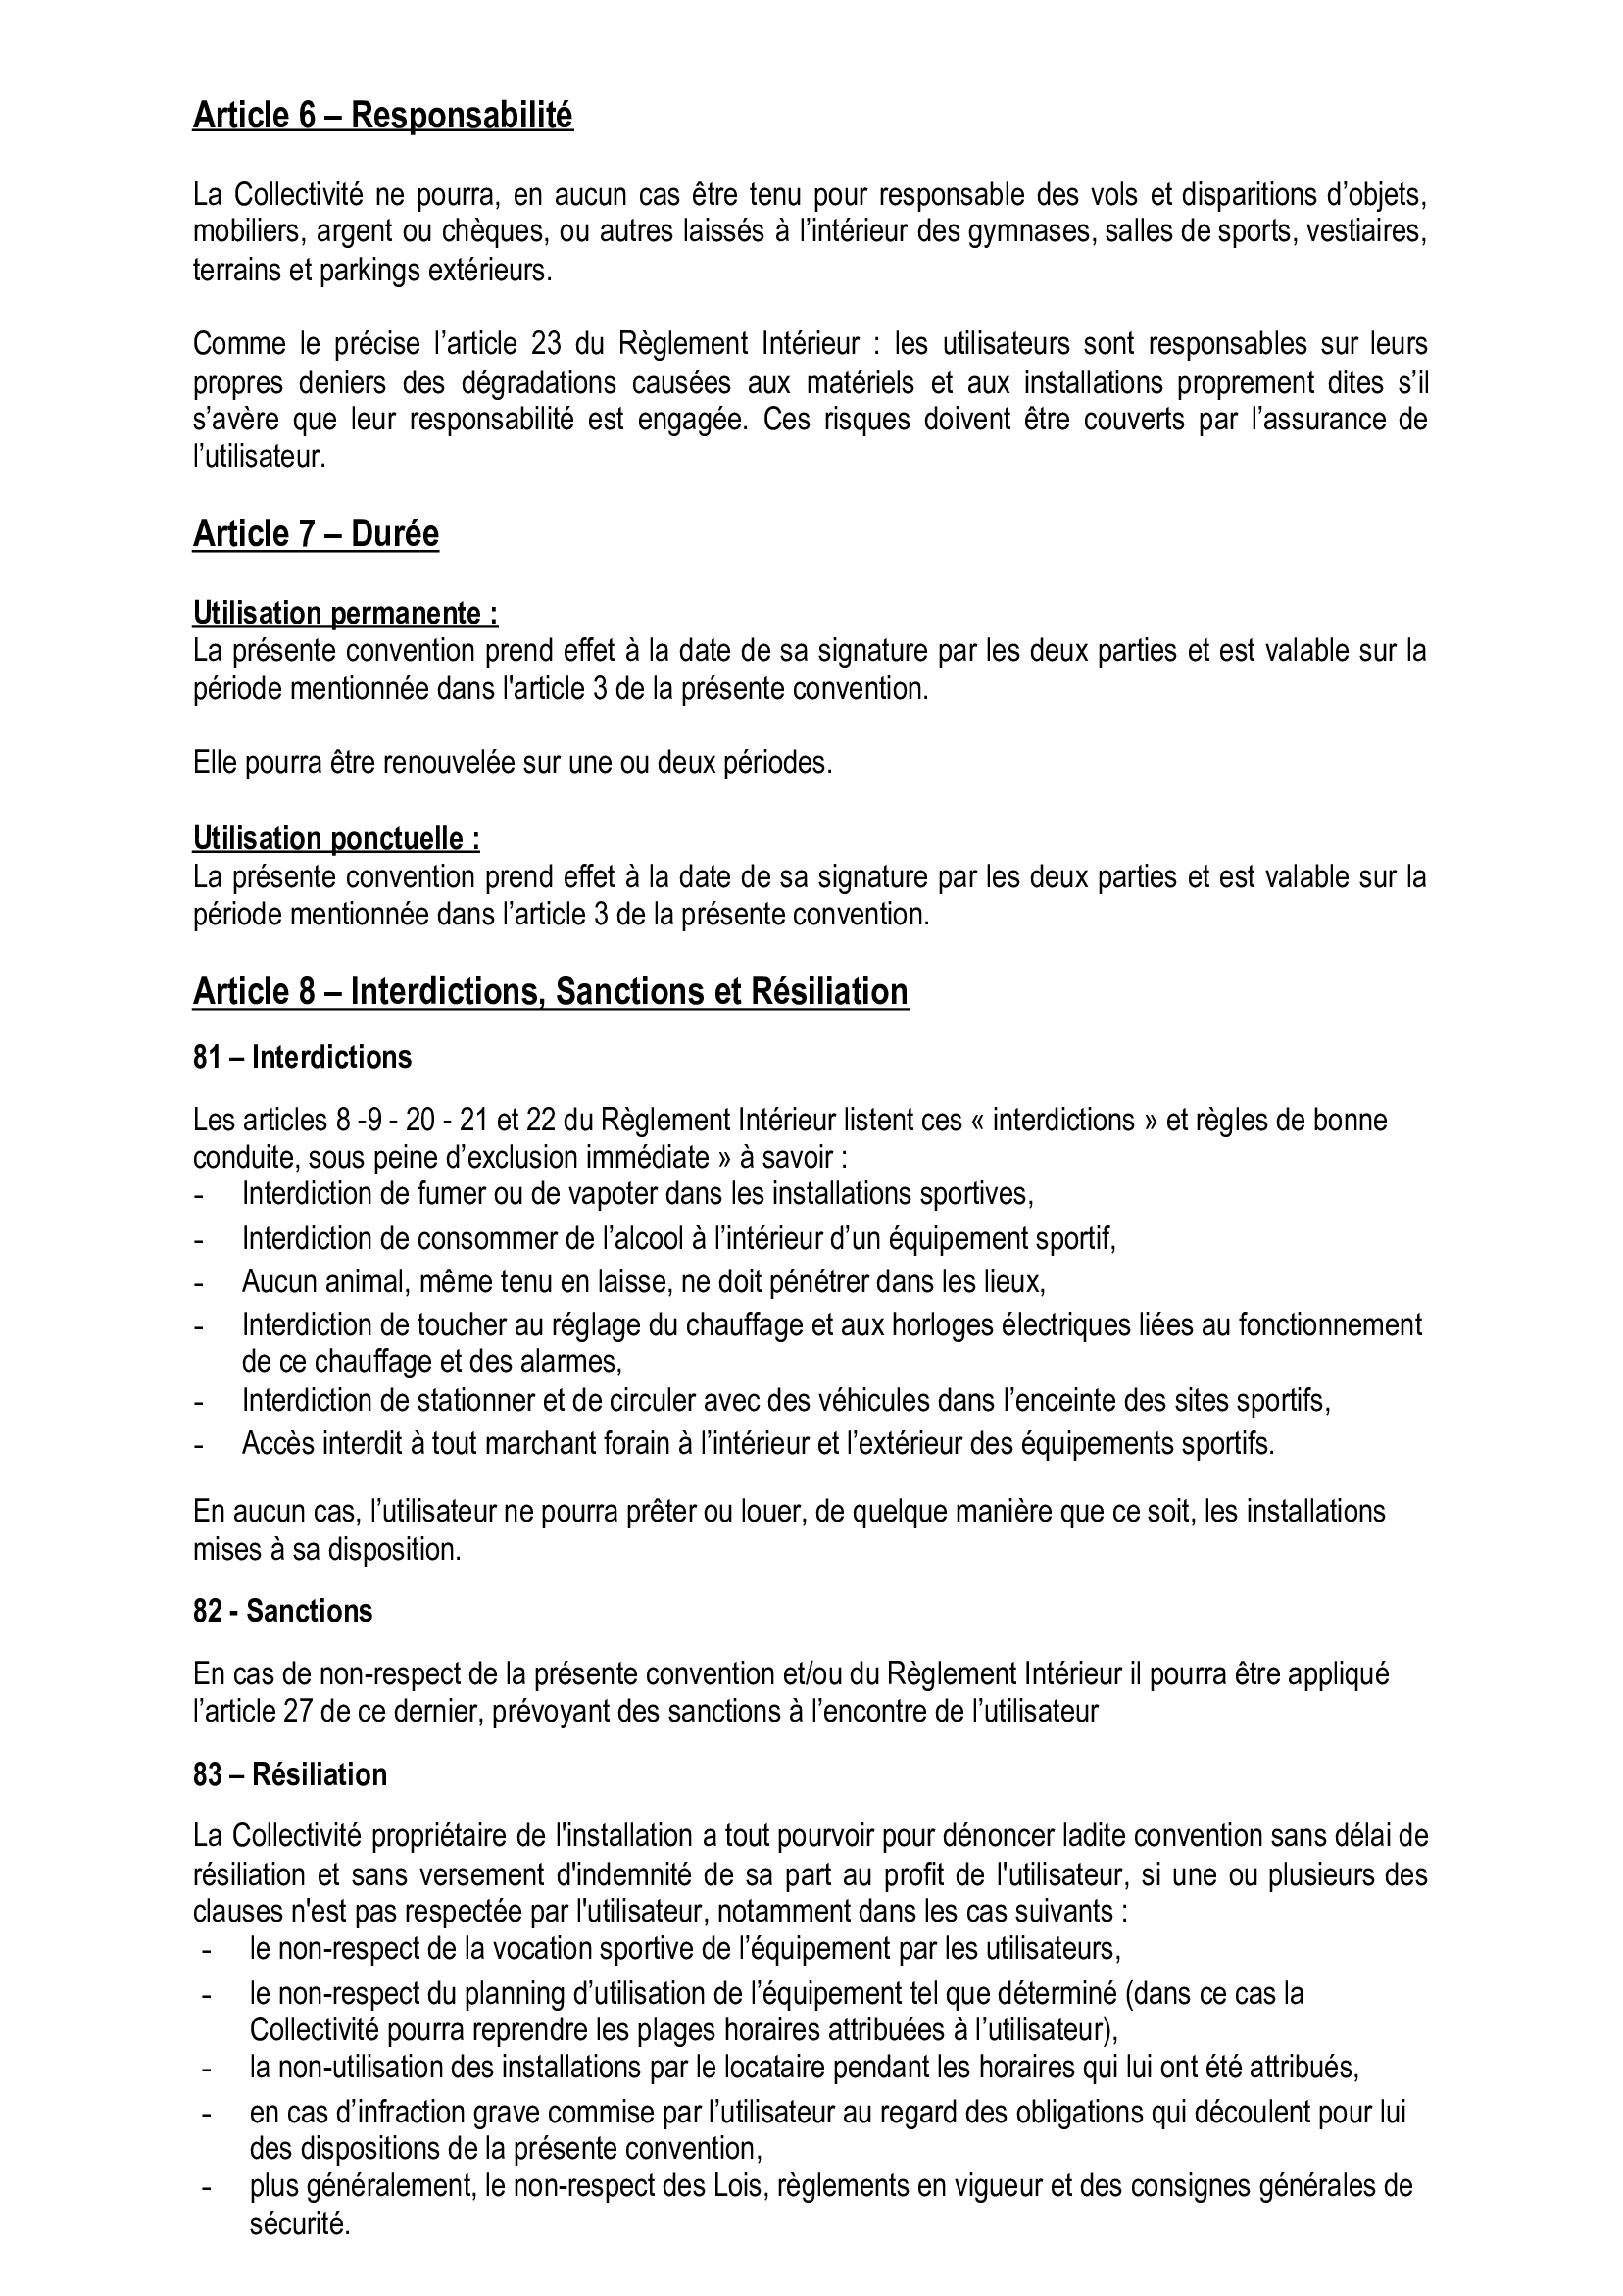 Article 6 – Responsabilité
La Collectivité ne pourra, en aucun cas être tenu pour responsable des vols et disparitions d’objets,
mobiliers, argent ou chèques, ou autres laissés à l’intérieur des gymnases, salles de sports, vestiaires,
terrains et parkings extérieurs.
Comme le précise l’article 23 du Règlement Intérieur : les utilisateurs sont responsables sur leurs
propres deniers des dégradations causées aux matériels et aux installations proprement dites s’il
s’avère que leur responsabilité est engagée. Ces risques doivent être couverts par l’assurance de
l’utilisateur.
Article 7 – Durée
Utilisation permanente :
La présente convention prend effet à la date de sa signature par les deux parties et est valable sur la
période mentionnée dans l'article 3 de la présente convention.
Elle pourra être renouvelée sur une ou deux périodes.
Utilisation ponctuelle :
La présente convention prend effet à la date de sa signature par les deux parties et est valable sur la
période mentionnée dans l’article 3 de la présente convention.
Article 8 – Interdictions, Sanctions et Résiliation
81 – Interdictions
Les articles 8 -9 - 20 - 21 et 22 du Règlement Intérieur listent ces « interdictions » et règles de bonne
conduite, sous peine d’exclusion immédiate » à savoir :
- Interdiction de fumer ou de vapoter dans les installations sportives,
- Interdiction de consommer de l’alcool à l’intérieur d’un équipement sportif,
- Aucun animal, même tenu en laisse, ne doit pénétrer dans les lieux,
- Interdiction de toucher au réglage du chauffage et aux horloges électriques liées au fonctionnement
de ce chauffage et des alarmes,
- Interdiction de stationner et de circuler avec des véhicules dans l’enceinte des sites sportifs,
- Accès interdit à tout marchant forain à l’intérieur et l’extérieur des équipements sportifs.
En aucun cas, l’utilisateur ne pourra prêter ou louer, de quelque manière que ce soit, les installations
mises à sa disposition.
82 - Sanctions
En cas de non-respect de la présente convention et/ou du Règlement Intérieur il pourra être appliqué
l’article 27 de ce dernier, prévoyant des sanctions à l’encontre de l’utilisateur
83 – Résiliation
La Collectivité propriétaire de l'installation a tout pourvoir pour dénoncer ladite convention sans délai de
résiliation et sans versement d'indemnité de sa part au profit de l'utilisateur, si une ou plusieurs des
clauses n'est pas respectée par l'utilisateur, notamment dans les cas suivants :
- le non-respect de la vocation sportive de l’équipement par les utilisateurs,
- le non-respect du planning d’utilisation de l’équipement tel que déterminé (dans ce cas la
Collectivité pourra reprendre les plages horaires attribuées à l’utilisateur),
- la non-utilisation des installations par le locataire pendant les horaires qui lui ont été attribués,
- en cas d’infraction grave commise par l’utilisateur au regard des obligations qui découlent pour lui
des dispositions de la présente convention,
- plus généralement, le non-respect des Lois, règlements en vigueur et des consignes générales de
sécurité.